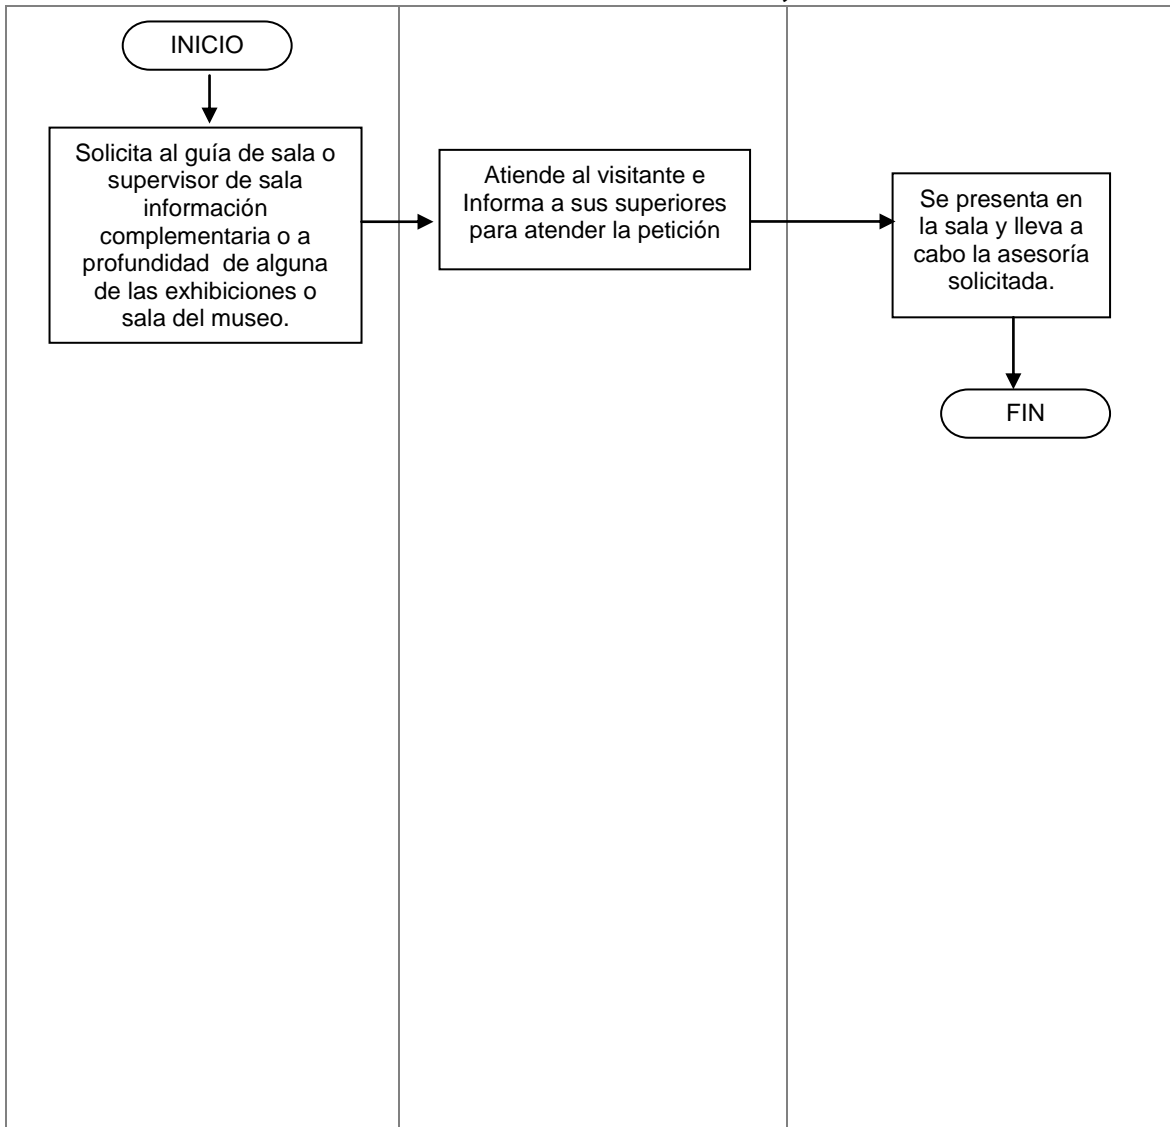 INICIO
Solicita al guía de sala o
supervisor de sala
información
complementaria o a
profundidad de alguna
de las exhibiciones o
sala del museo.
Atiende al visitante e
Informa a sus superiores
para atender la petición
Se presenta en
la sala y lleva a
cabo la asesoría
solicitada.
FIN